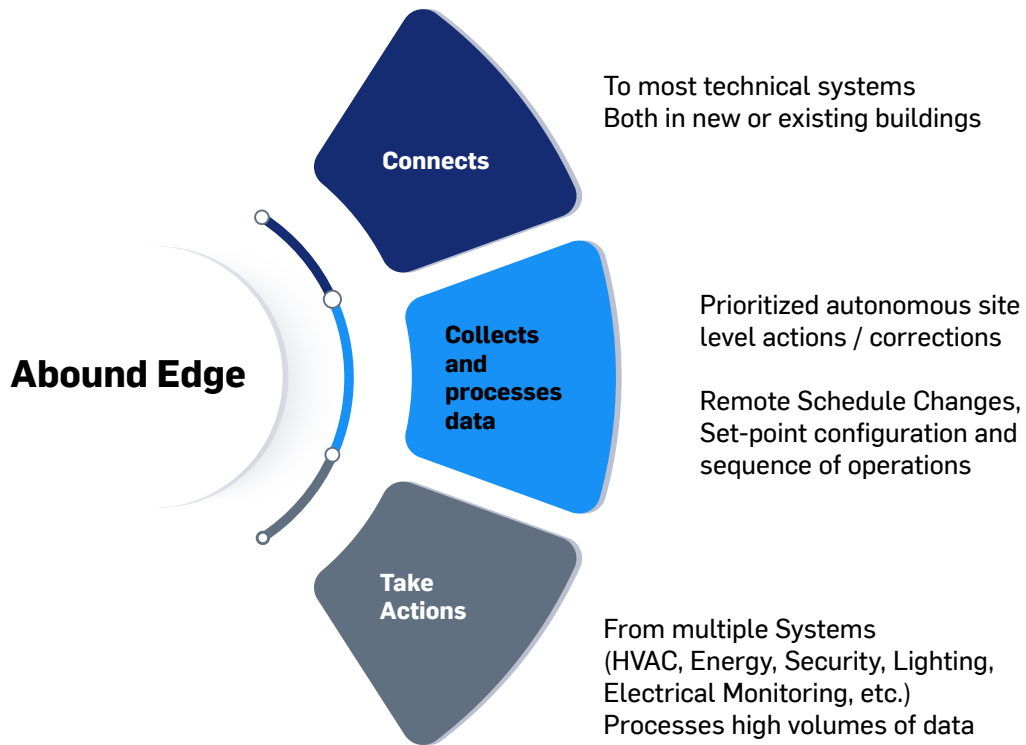 Abound Edge
Connects
To most technical systems
Both in new or existing buildings
Collects
and
processes
data
Prioritized autonomous site
level actions / corrections
Remote Schedule Changes,
Set-point configuration and
sequence of operations
Take
Actions
From multiple Systems
(HVAC, Energy, Security, Lighting,
Electrical Monitoring, etc.)
Processes high volumes of data